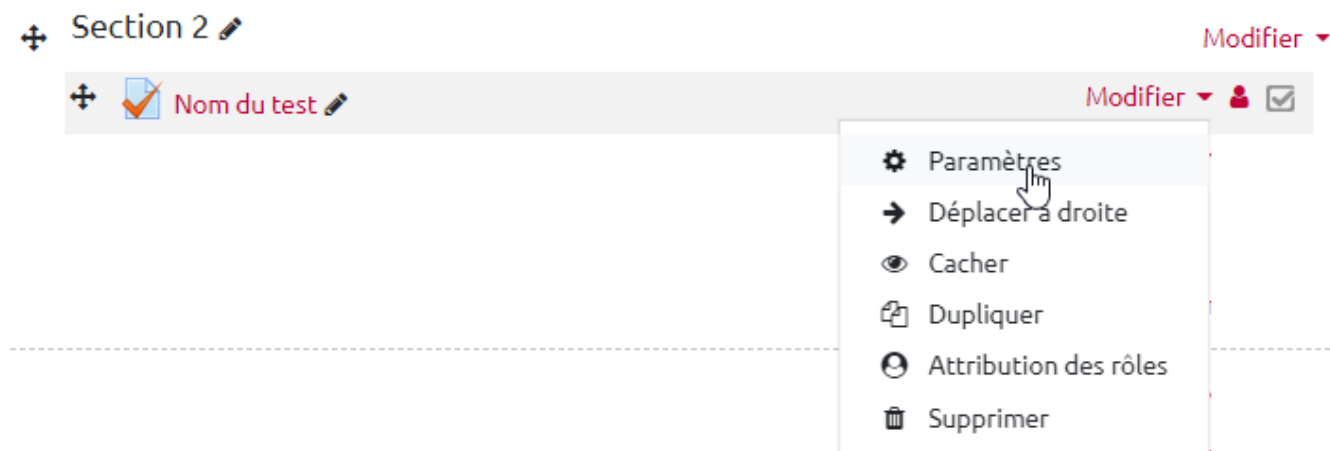 Section 2
Modifier
Nom du test
Modifier
Paramètres
Déplacer à droite
Cacher
Dupliquer
Attribution des rôles
Supprimer